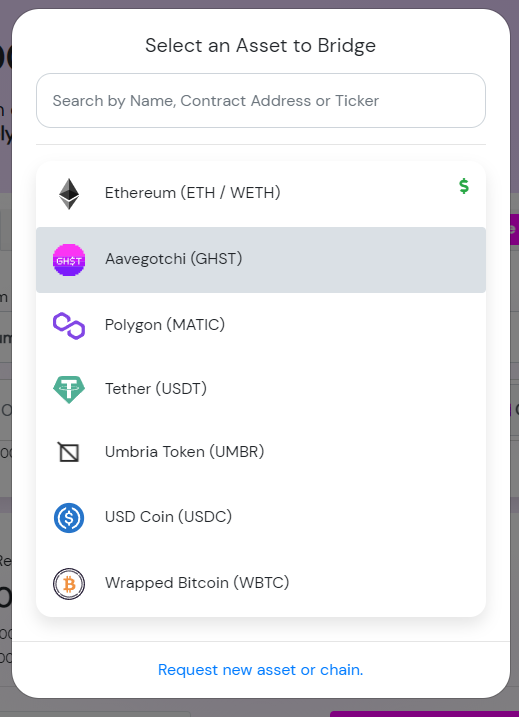 Select an Asset to Bridge
Search by Name, Contract Address or Ticker
Ethereum (ETH / WETH)
$
GH$T
Aavegotchi (GHST)
Polygon (MATIC)
Tether (USDT)
Umbria Token (UMBR)
USD Coin (USDC)
Wrapped Bitcoin (WBTC)
Request new asset or chain.